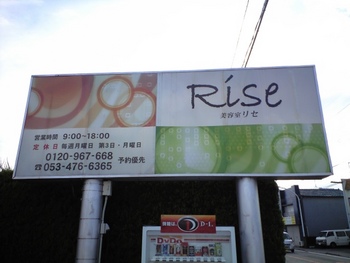 Rise
美容室リセ
営業時間 9:00~18:00
定休日 毎週月曜日 第3日・月曜日
0120-967-668 予約優先
☎053-476-6365
DyDo